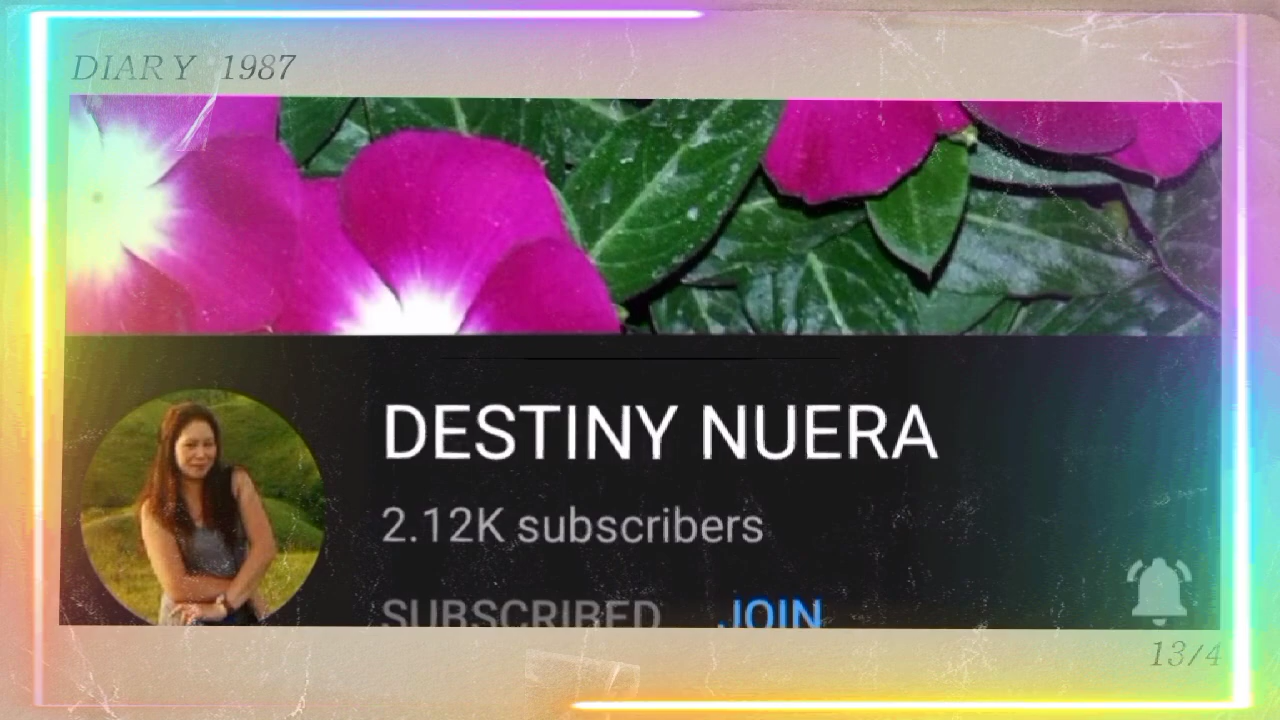 DIARY 1987
DESTINY NUERA
2.12K subscribers
SUBSCRIBED JOIN
13/4